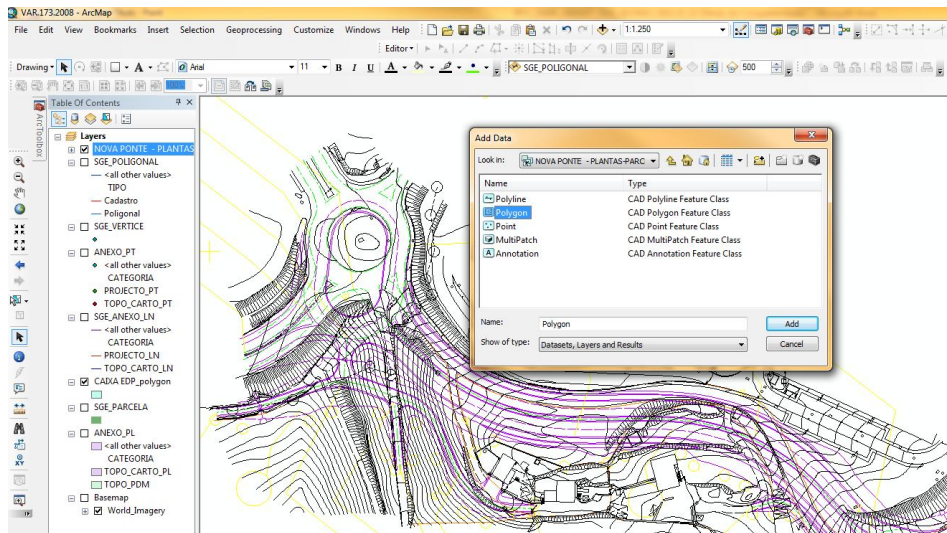 VAR.173.2008 - ArcMap
File Edit View Bookmarks Insert Selection Geoprocessing Customize Windows Help 1:1.250
Editor
Drawing A Arial 11 B I U A SGE_POLIGONAL 500
Table Of Contents
ArcToolbox
Layers
NOVA PONTE - PLANTAS
SGE_POLIGONAL
<all other values>
TIPO
Cadastro
Poligonal
SGE_VERTICE
ANEXO_PT
<all other values>
CATEGORIA
PROJECTO_PT
TOPO_CARTO_PT
SGE_ANEXO_LN
<all other values>
CATEGORIA
PROJECTO_LN
TOPO_CARTO_LN
CAIXA EDP_polygon
SGE_PARCELA
ANEXO_PL
<all other values>
CATEGORIA
TOPO_CARTO_PL
TOPO_PDM
Basemap
World_Imagery
XY
Add Data
Look in: NOVA PONTE - PLANTAS-PARC
Name Type
Polyline CAD Polyline Feature Class
Polygon CAD Polygon Feature Class
Point CAD Point Feature Class
MultiPatch CAD MultiPatch Feature Class
A Annotation CAD Annotation Feature Class
Name: Polygon Add
Show of type: Datasets, Layers and Results Cancel